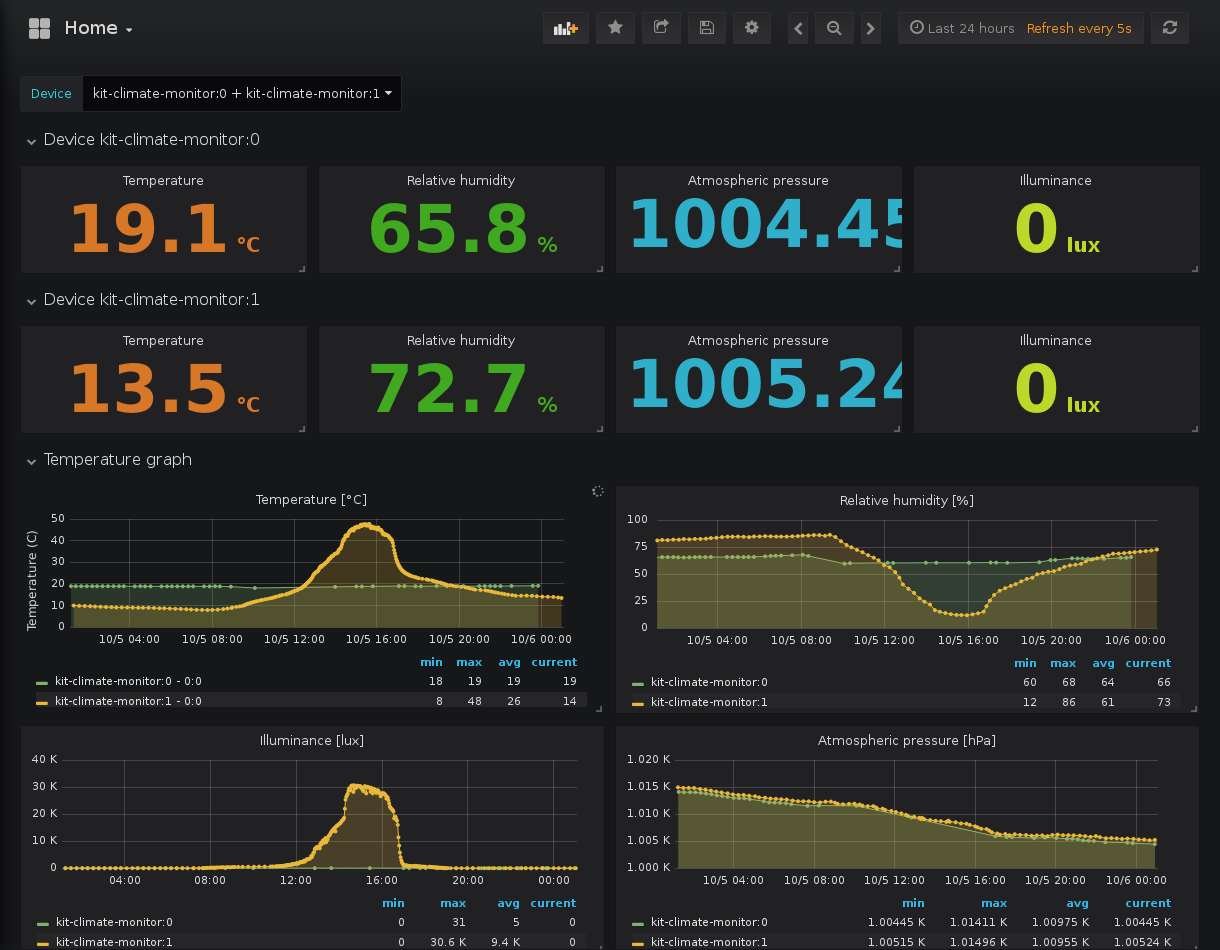 Home
Last 24 hours Refresh every 5s
Device kit-climate-monitor:0 + kit-climate-monitor:1
Device kit-climate-monitor:0
Temperature Relative humidity Atmospheric pressure Illuminance
19.1 °C 65.8 % 1004.45 0 lux
Device kit-climate-monitor:1
Temperature Relative humidity Atmospheric pressure Illuminance
13.5 °C 72.7 % 1005.24 0 lux
Temperature graph
Temperature [°C]
Temperature (C)
50
40
30
20
10
0
10/5 04:00 10/5 08:00 10/5 12:00 10/5 16:00 10/5 20:00 10/6 00:00
min max avg current
kit-climate-monitor:0 - 0:0 18 19 19 19
kit-climate-monitor:1 - 0:0 8 48 26 14
Relative humidity [%]
100
75
50
25
0
10/5 04:00 10/5 08:00 10/5 12:00 10/5 16:00 10/5 20:00 10/6 00:00
min max avg current
kit-climate-monitor:0 60 68 64 66
kit-climate-monitor:1 12 86 61 73
Illuminance [lux]
40 K
30 K
20 K
10 K
0
04:00 08:00 12:00 16:00 20:00 00:00
min max avg current
kit-climate-monitor:0 0 31 5 0
kit-climate-monitor:1 0 30.6 K 9.4 K 0
Atmospheric pressure [hPa]
1.020 K
1.015 K
1.010 K
1.005 K
1.000 K
10/5 04:00 10/5 08:00 10/5 12:00 10/5 16:00 10/5 20:00 10/6 00:00
min max avg current
kit-climate-monitor:0 1.00445 K 1.01411 K 1.00975 K 1.00445 K
kit-climate-monitor:1 1.00515 K 1.01496 K 1.00955 K 1.00524 K